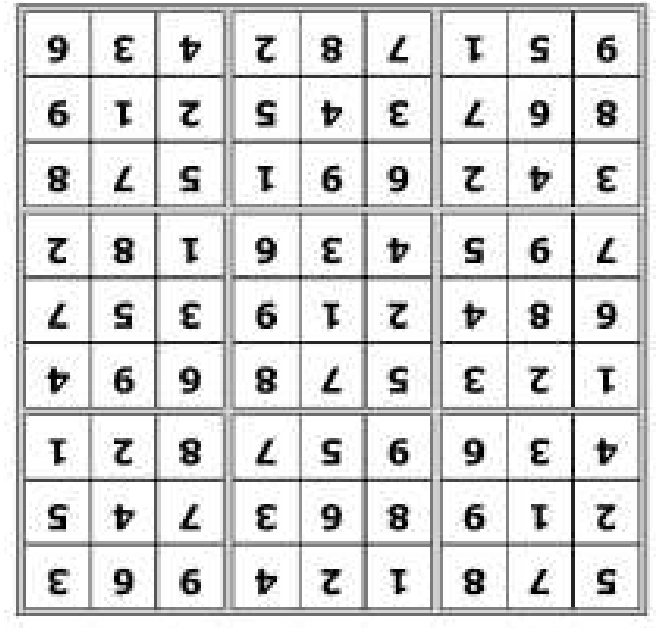 5 7 8 1 2 4 9 6 3
2 1 9 8 6 3 7 4 5
4 3 6 9 5 7 8 2 1
1 2 3 5 7 8 6 9 4
6 8 4 2 1 9 3 5 7
7 9 5 4 3 6 1 8 2
3 4 2 6 9 1 5 7 8
8 6 7 3 4 5 2 1 9
9 5 1 7 8 2 4 3 6